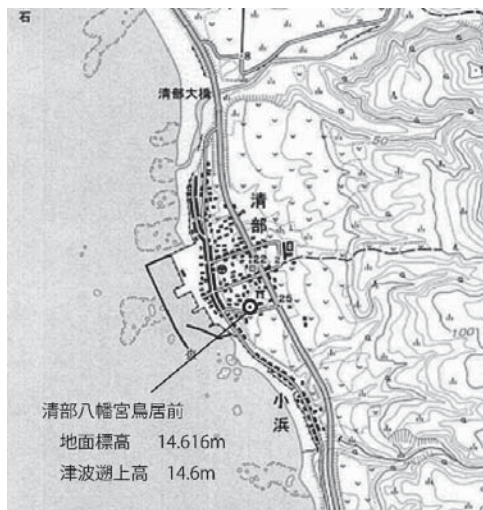 石
8
清部大橋
50
清部
22
25
100
小浜
清部八幡宮鳥居前
地面標高 14.616m
津波遡上高 14.6m